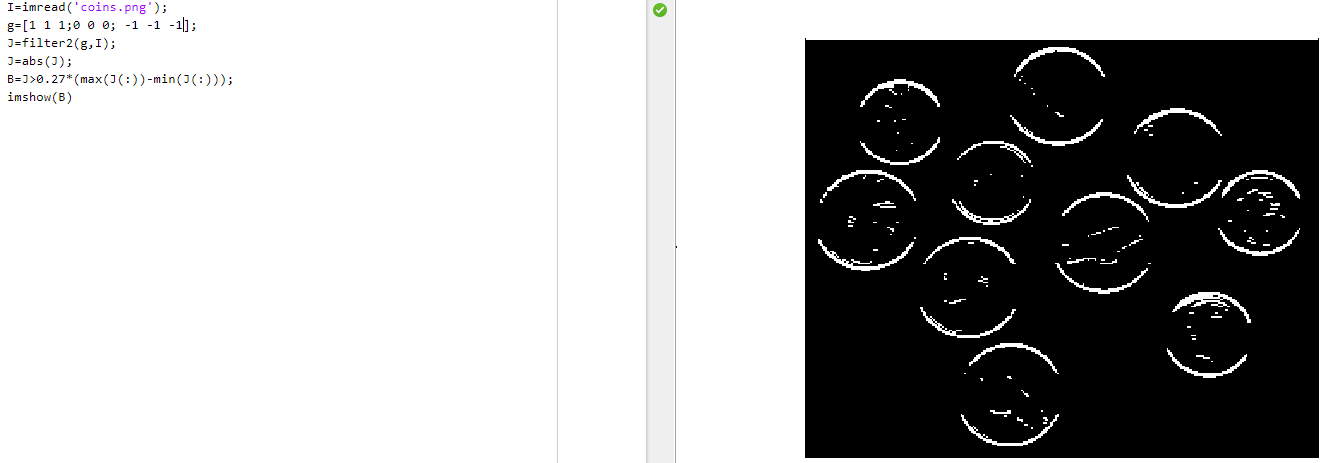 I=imread('coins.png');
g=[1 1 1;0 0 0; -1 -1 -1];
J=filter2(g,I);
J=abs(J);
B=J>0.27*(max(J(:))-min(J(:)));
imshow(B)